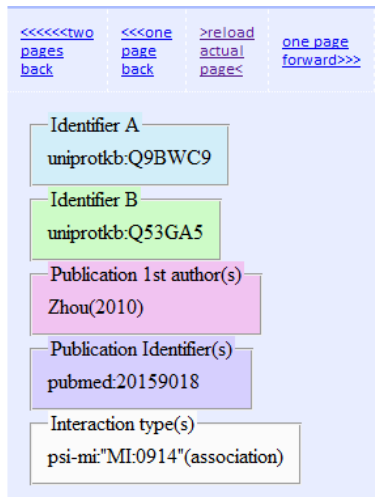 <<<<<<two pages back
<<<one page back
>reload actual page<
one page forward>>>
Identifier A
uniprotkb:Q9BWC9
Identifier B
uniprotkb:Q53GA5
Publication 1st author(s)
Zhou(2010)
Publication Identifier(s)
pubmed:20159018
Interaction type(s)
psi-mi:"MI:0914"(association)